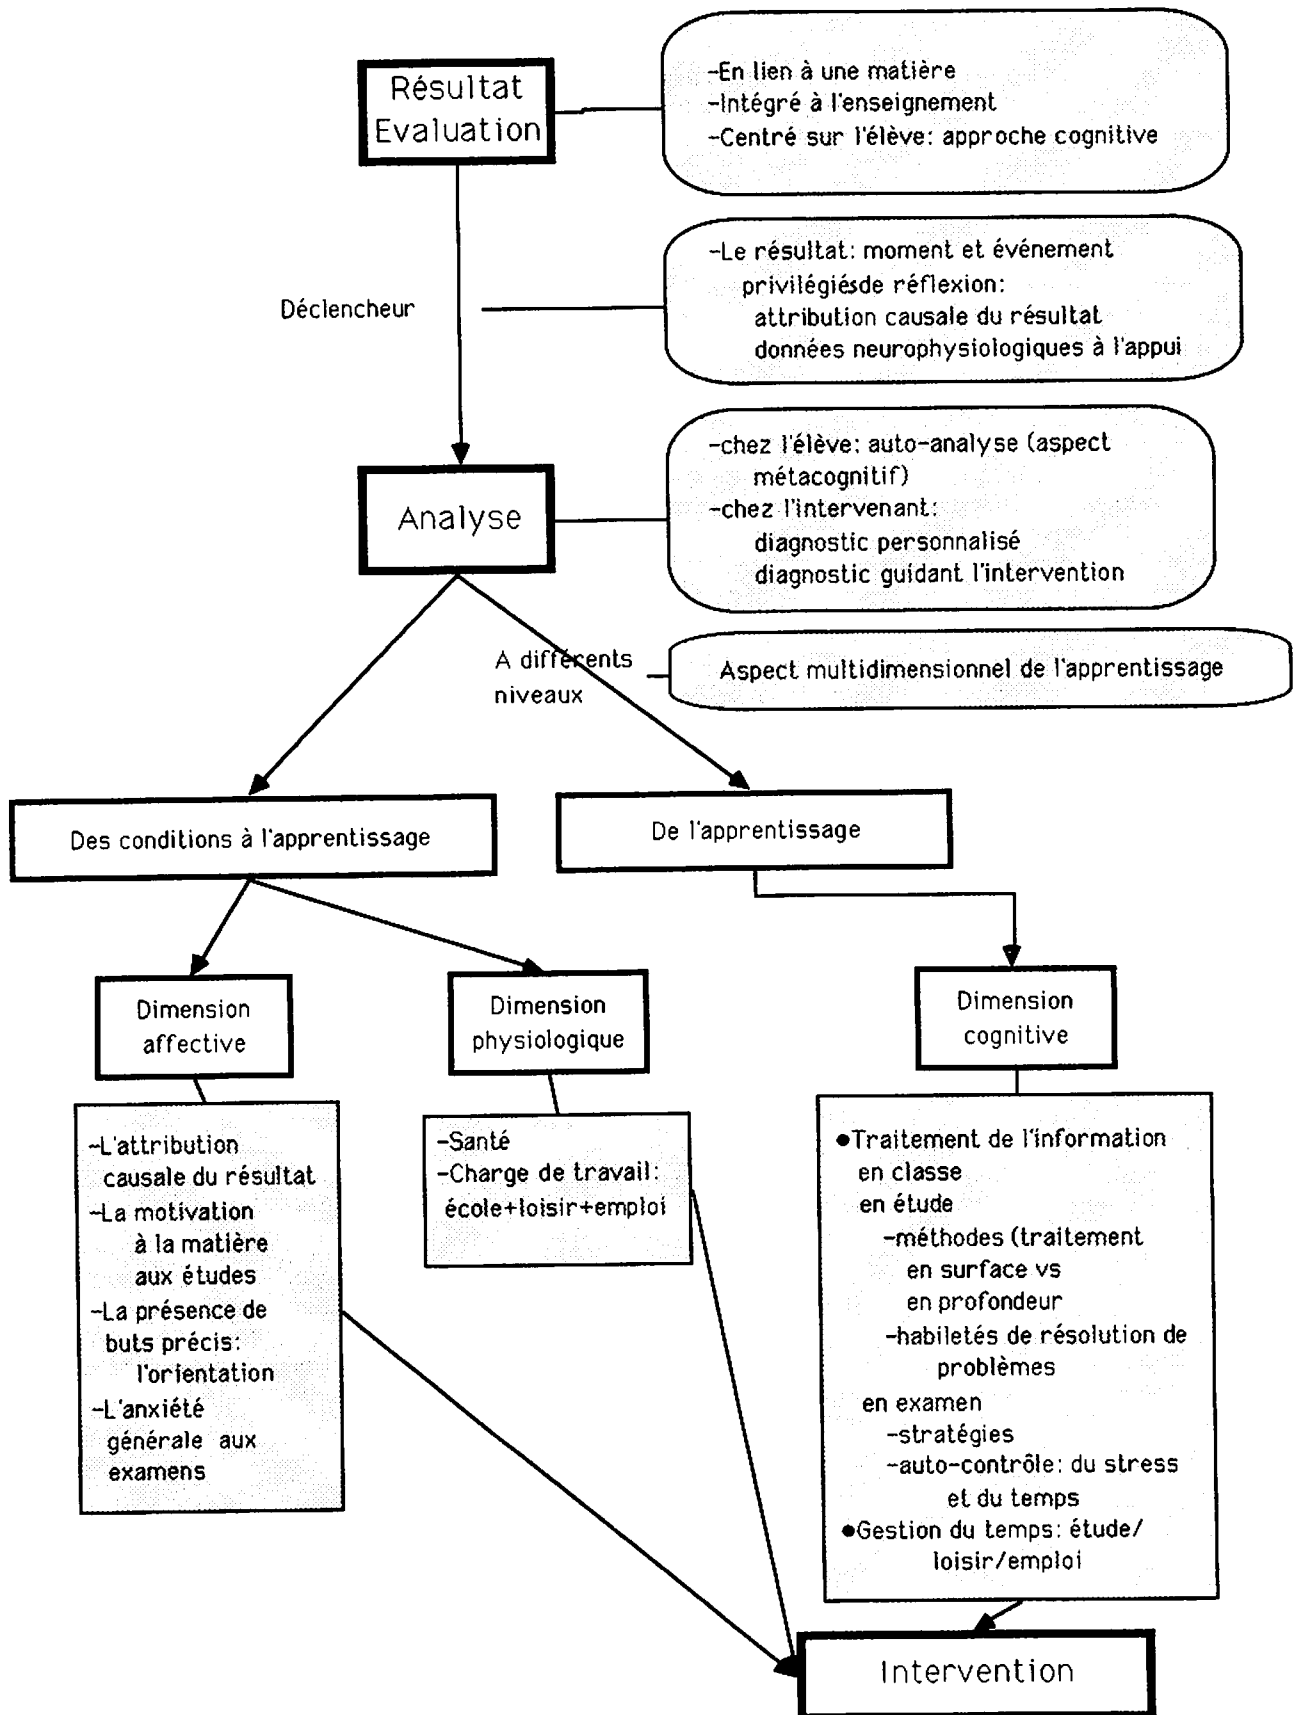 Résultat
Evaluation
-En lien à une matière
-Intégré à l'enseignement
-Centré sur l'élève: approche cognitive
Déclencheur
-Le résultat: moment et événement
privilégiésde réflexion:
attribution causale du résultat
données neurophysiologiques à l'appui
Analyse
-chez l'élève: auto-analyse (aspect
métacognitif)
-chez l'intervenant:
diagnostic personnalisé
diagnostic guidant l'intervention
A différents
niveaux
Aspect multidimensionnel de l'apprentissage
Des conditions à l'apprentissage
De l'apprentissage
Dimension
affective
Dimension
physiologique
Dimension
cognitive
-L'attribution
causale du résultat
-La motivation
à la matière
aux études
-La présence de
buts précis:
l'orientation
-L'anxiété
générale aux
examens
-Santé
-Charge de travail:
école+loisir+emploi
●Traitement de l'information
en classe
en étude
-méthodes (traitement
en surface vs
en profondeur
-habiletés de résolution de
problèmes
en examen
-stratégies
-auto-contrôle: du stress
et du temps
●Gestion du temps: étude/
loisir/emploi
Intervention